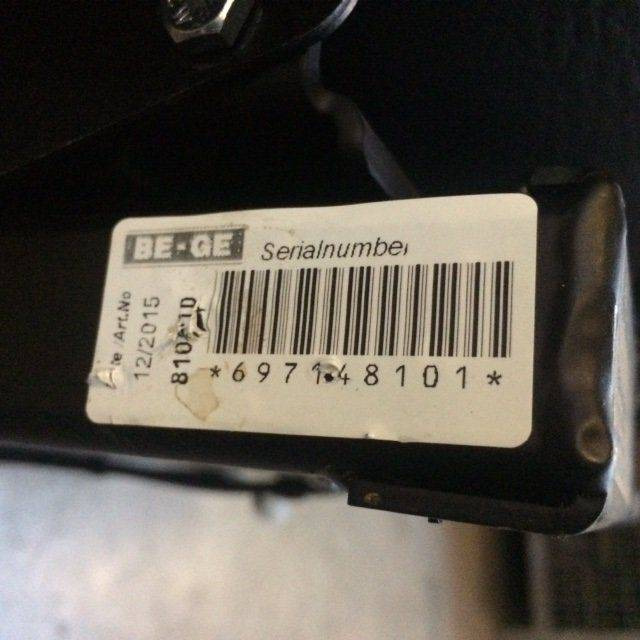 BE-GE Serialnumber
*697148101*
Art.No
12/2015